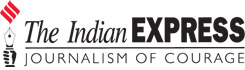 The Indian EXPRESS
JOURNALISM OF COURAGE